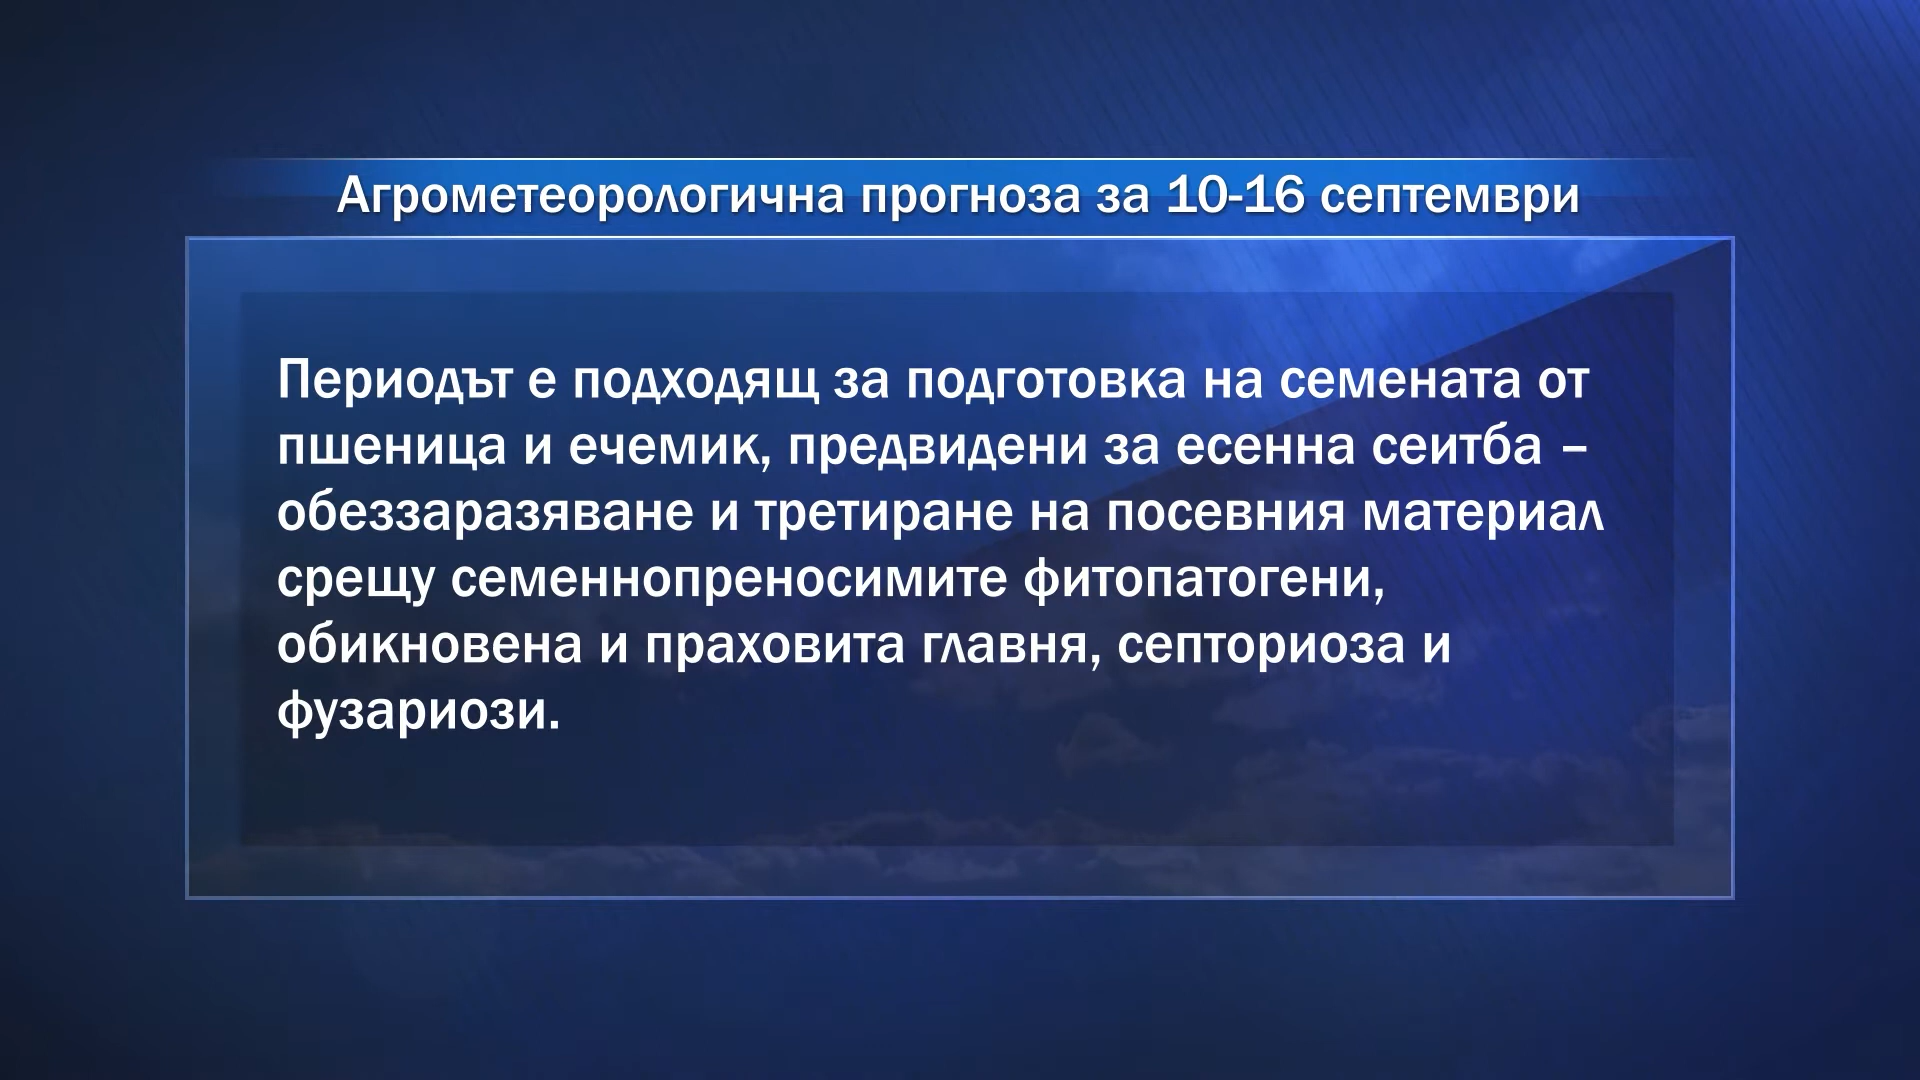 Агрометеорологична прогноза за 10-16 септември
Периодът е подходящ за подготовка на семената от
пшеница и ечемик, предвидени за есенна сеитба –
обеззаразяване и третиране на посевния материал
срещу семеннопреносимите фитопатогени,
обикновена и праховита главня, септориоза и
фузариози.